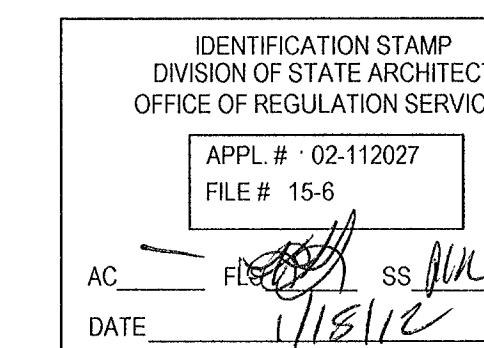 IDENTIFICATION STAMP
DIVISION OF STATE ARCHITECT
OFFICE OF REGULATION SERVIC
APPL. # 02-112027
FILE # 15-6
AC FLS SS
DATE 1/18/12